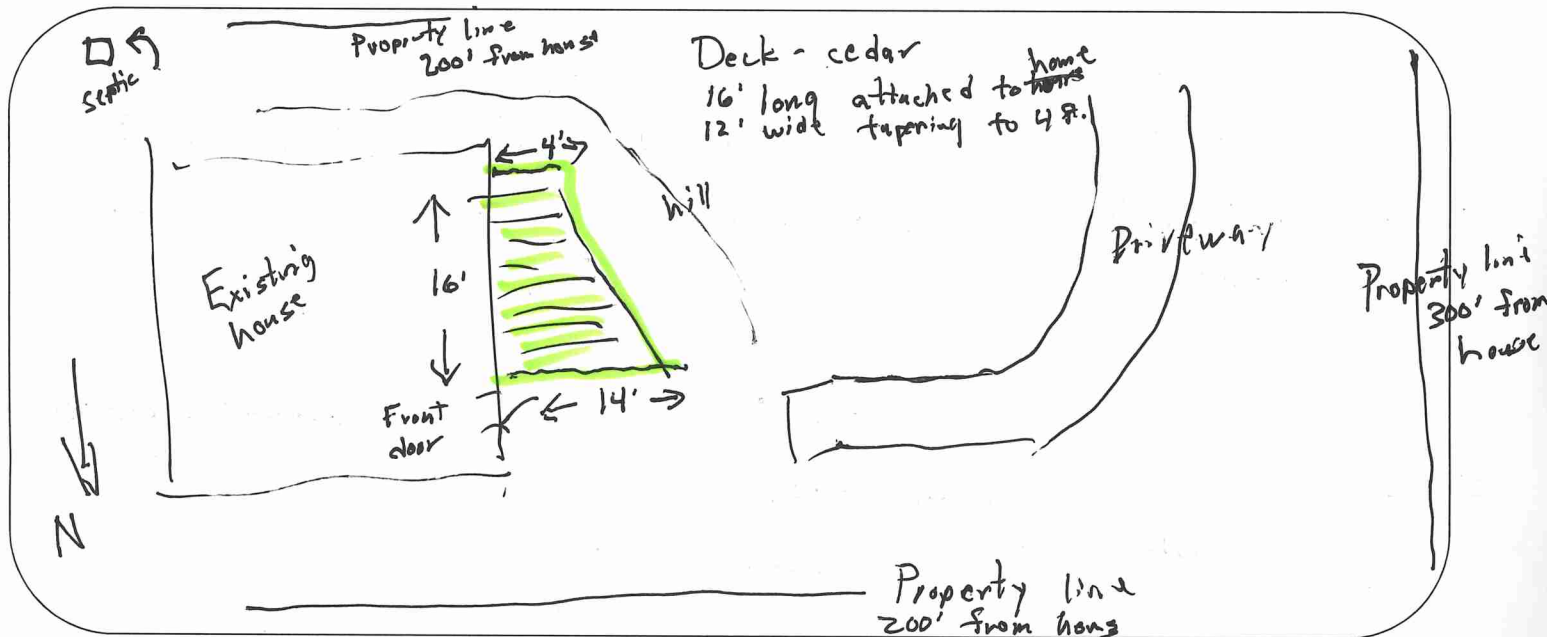 septic
Property line
200' from house
Deck - cedar
16' long attached to home
12' wide tapering to 4 ft.
4'
hill
16'
Existing
house
Driveway
Property line
300' from
house
Front
door
14'
N
Property line
200' from hous